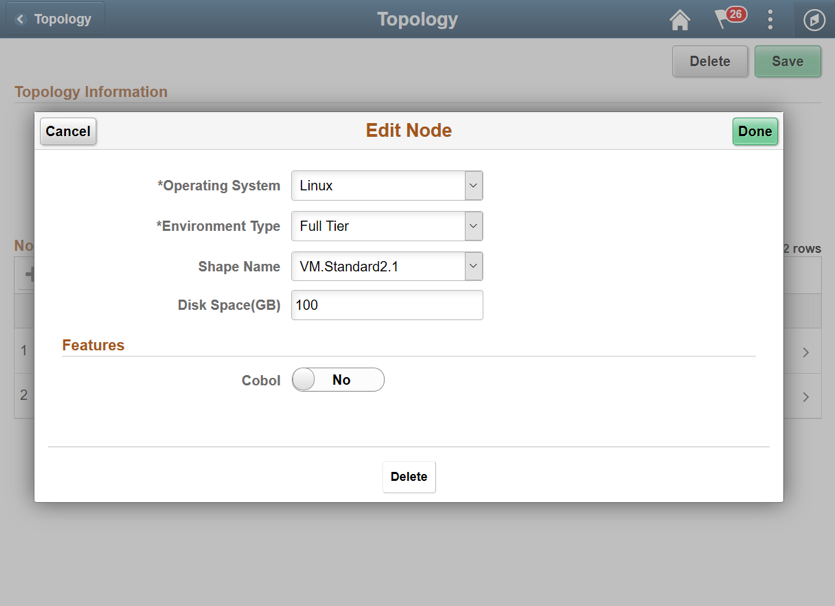 Topology
Topology
26
Delete
Save
Topology Information
Cancel
Edit Node
Done
*Operating System
Linux
*Environment Type
Full Tier
No
2 rows
Shape Name
VM.Standard2.1
Disk Space(GB)
100
Features
1
Cobol
No
2
Delete